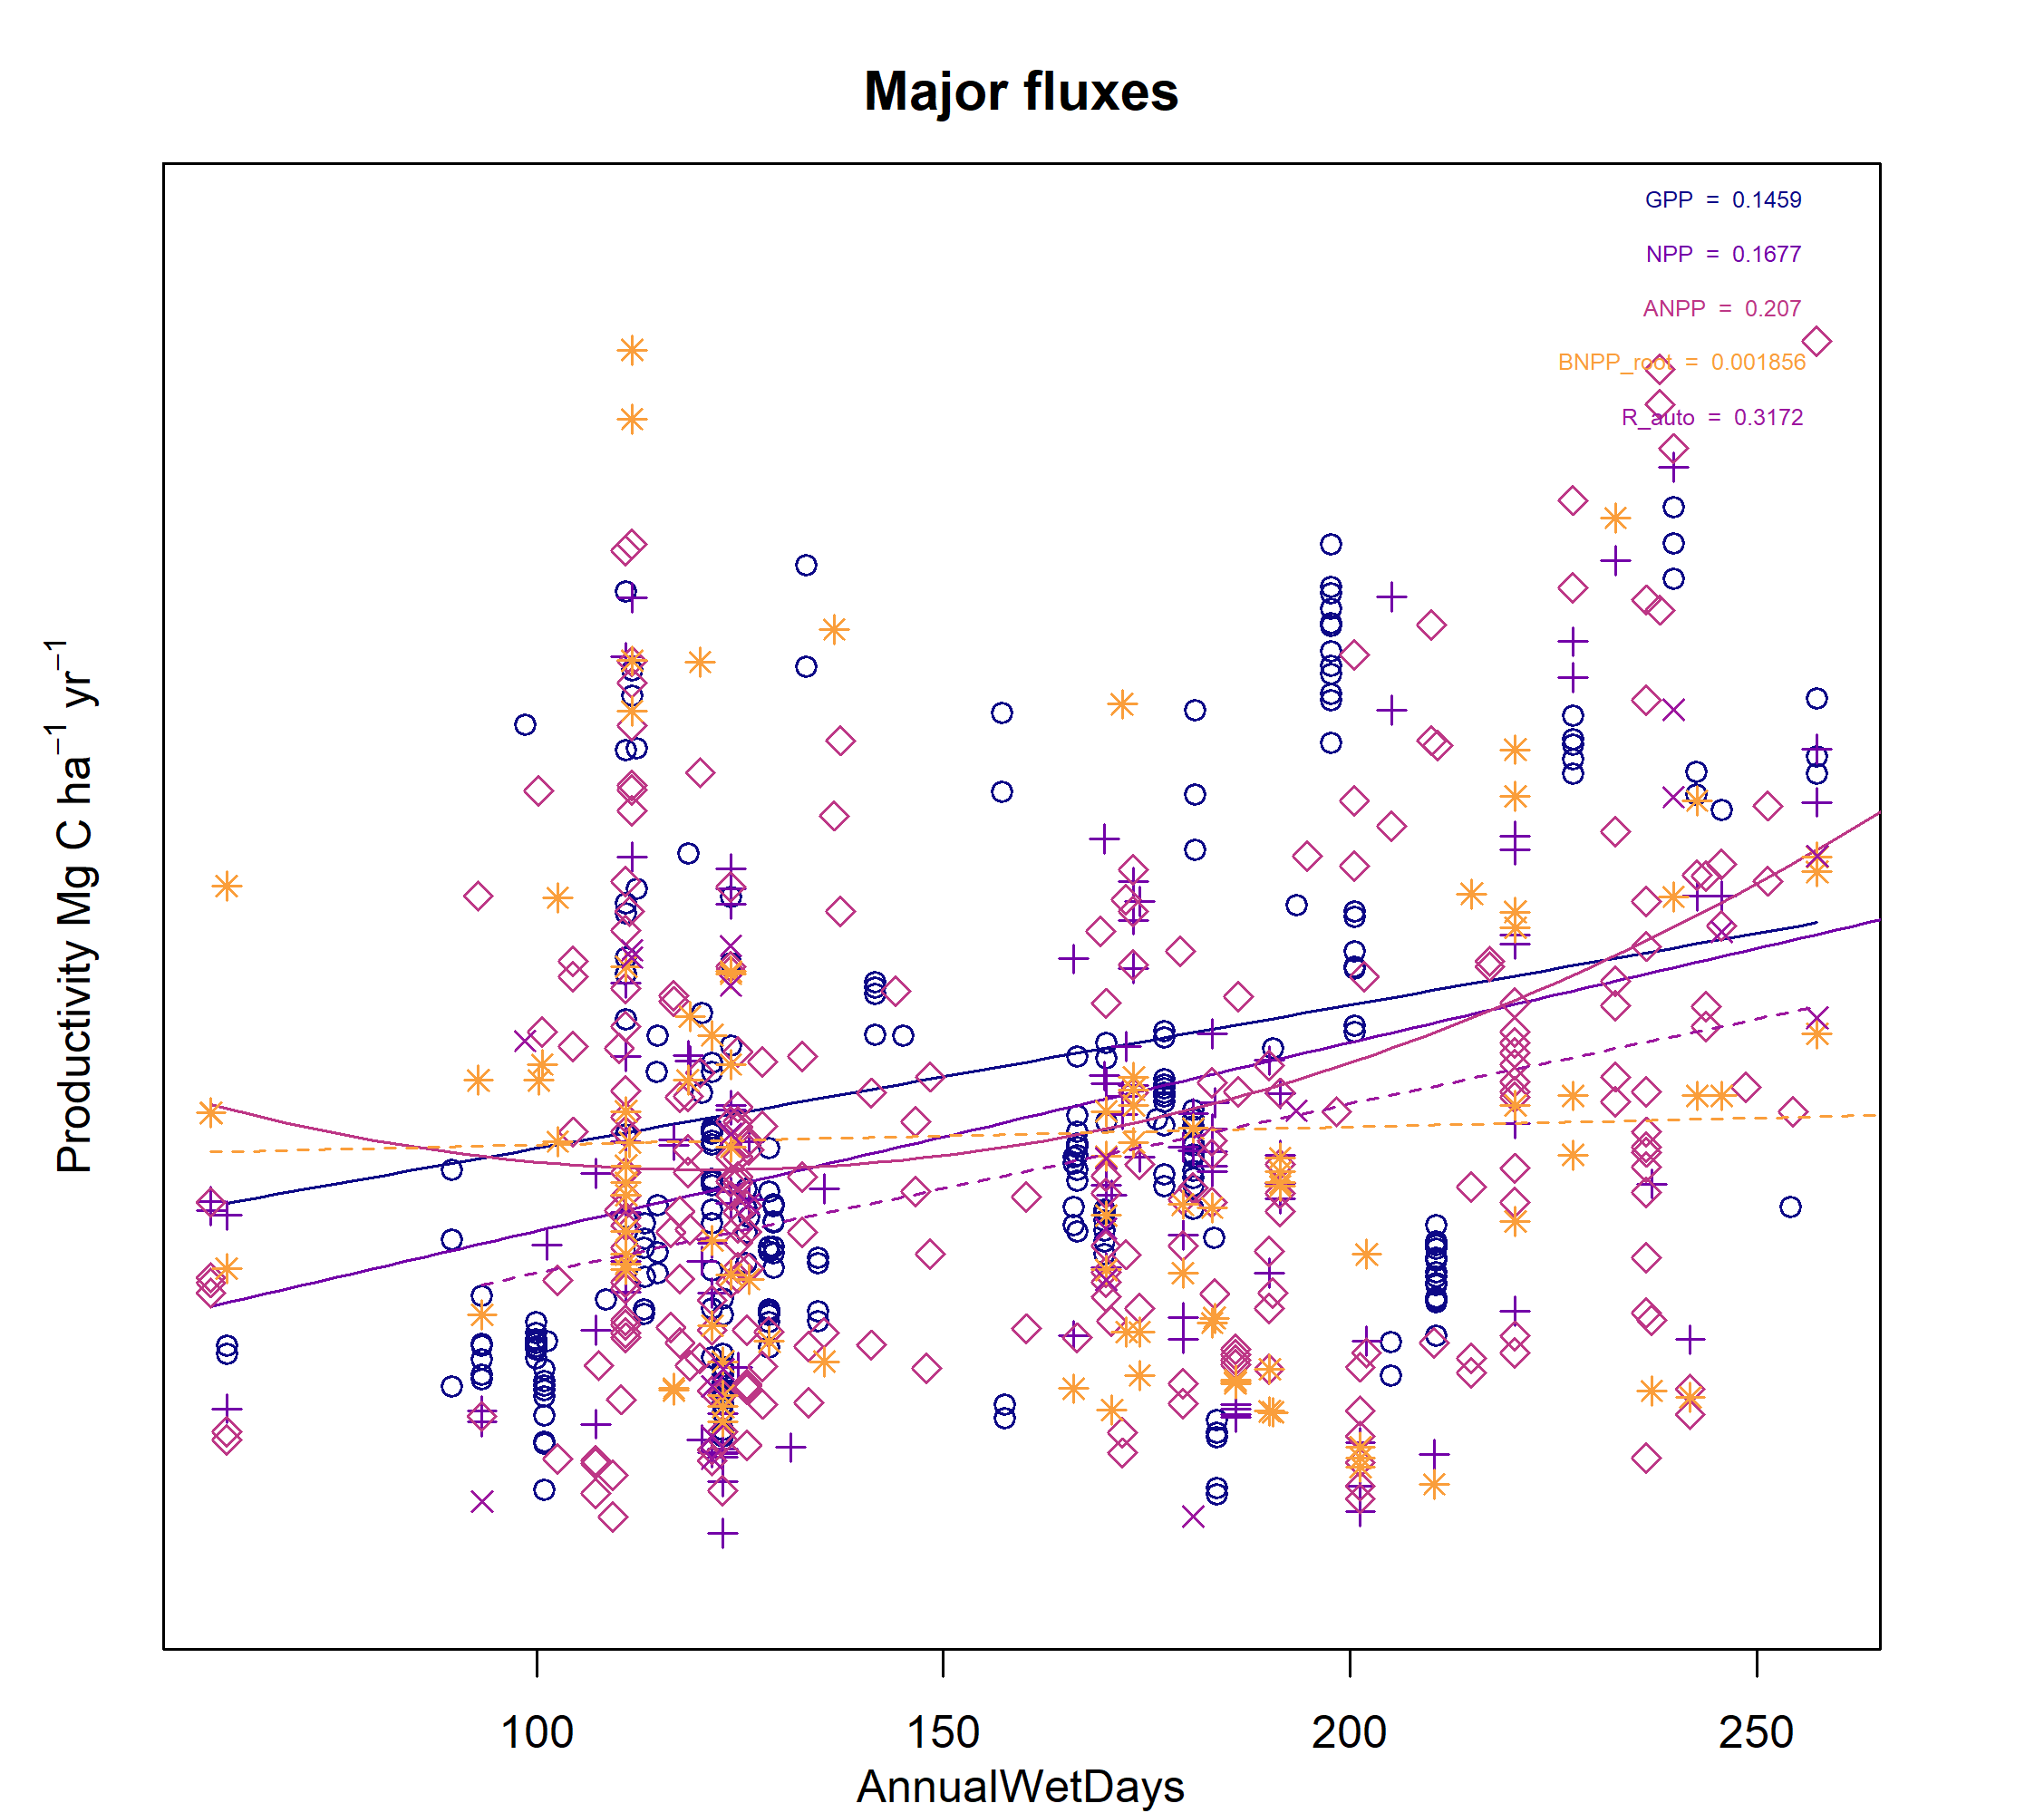 Major fluxes
GPP = 0.1459
NPP = 0.1677
ANPP = 0.207
BNPP_root = 0.001856
R_auto = 0.3172
Productivity Mg C ha⁻¹ yr⁻¹
100 150 200 250
AnnualWetDays